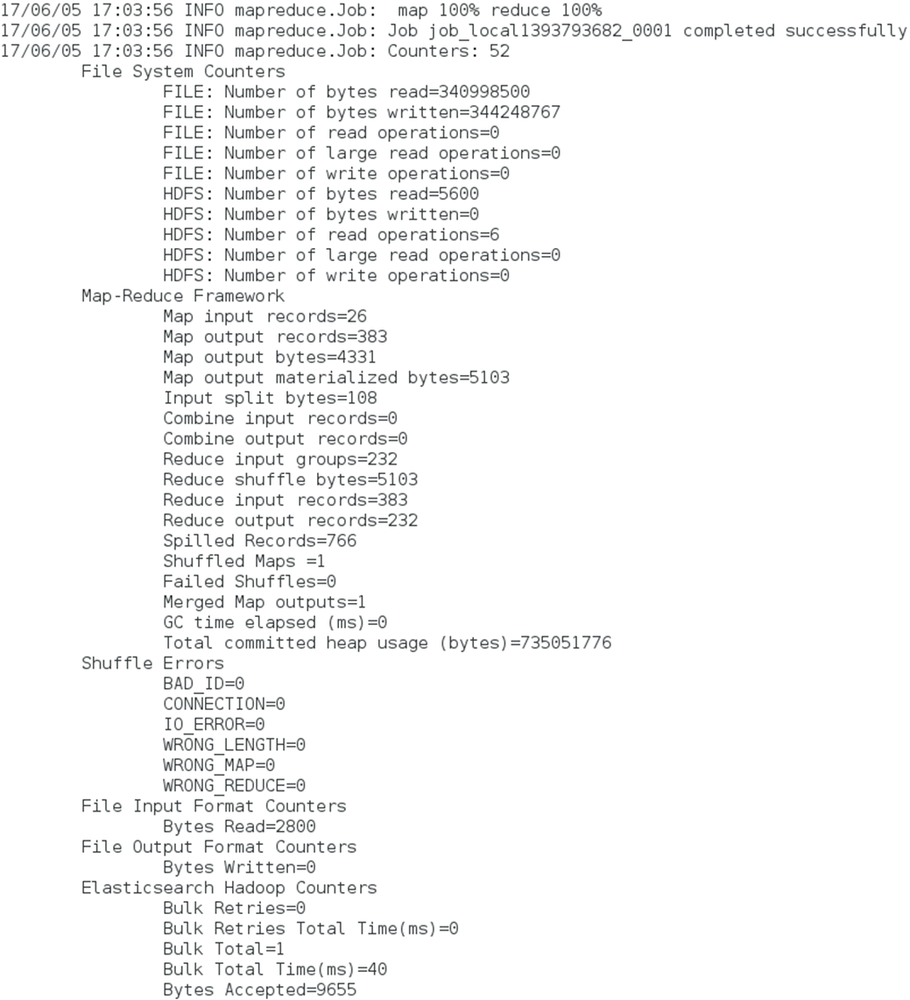 17/06/05 17:03:56 INFO mapreduce.Job:  map 100% reduce 100%
17/06/05 17:03:56 INFO mapreduce.Job: Job job_local1393793682_0001 completed successfully
17/06/05 17:03:56 INFO mapreduce.Job: Counters: 52
File System Counters
FILE: Number of bytes read=340998500
FILE: Number of bytes written=344248767
FILE: Number of read operations=0
FILE: Number of large read operations=0
FILE: Number of write operations=0
HDFS: Number of bytes read=5600
HDFS: Number of bytes written=0
HDFS: Number of read operations=6
HDFS: Number of large read operations=0
HDFS: Number of write operations=0
Map-Reduce Framework
Map input records=26
Map output records=383
Map output bytes=4331
Map output materialized bytes=5103
Input split bytes=108
Combine input records=0
Combine output records=0
Reduce input groups=232
Reduce shuffle bytes=5103
Reduce input records=383
Reduce output records=232
Spilled Records=766
Shuffled Maps =1
Failed Shuffles=0
Merged Map outputs=1
GC time elapsed (ms)=0
Total committed heap usage (bytes)=735051776
Shuffle Errors
BAD_ID=0
CONNECTION=0
IO_ERROR=0
WRONG_LENGTH=0
WRONG_MAP=0
WRONG_REDUCE=0
File Input Format Counters
Bytes Read=2800
File Output Format Counters
Bytes Written=0
Elasticsearch Hadoop Counters
Bulk Retries=0
Bulk Retries Total Time(ms)=0
Bulk Total=1
Bulk Total Time(ms)=40
Bytes Accepted=9655